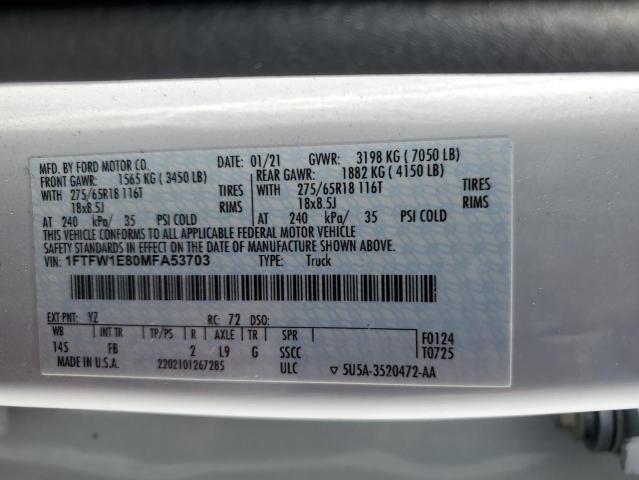 MFD. BY FORD MOTOR CO.
DATE: 01/21 GVWR: 3198 KG ( 7050 LB)
FRONT GAWR: 1565 KG ( 3450 LB) REAR GAWR: 1882 KG ( 4150 LB)
WITH 275/65R18 116T TIRES WITH 275/65R18 116T TIRES
18x8.5J RIMS 18x8.5J RIMS
AT 240 kPa/ 35 PSI COLD AT 240 kPa/ 35 PSI COLD
THIS VEHICLE CONFORMS TO ALL APPLICABLE FEDERAL MOTOR VEHICLE
SAFETY STANDARDS IN EFFECT ON THE DATE OF MANUFACTURE SHOWN ABOVE.
VIN: 1FTFW1E80MFA53703 TYPE: Truck
EXT PNT: YZ RC: 72 DSO:
WB INT TR TP/PS R AXLE TR SPR F0124
145 FB 2 L9 G SSCC T0725
MADE IN U.S.A. 2202101267285 ULC ▽ 5U5A-3520472-AA